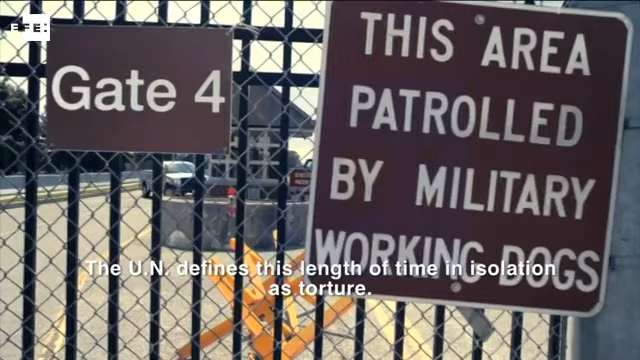 EFE:
Gate 4
THIS AREA
PATROLLED
BY MILITARY
WORKING DOGS
The U.N. defines this length of time in isolation
as torture.